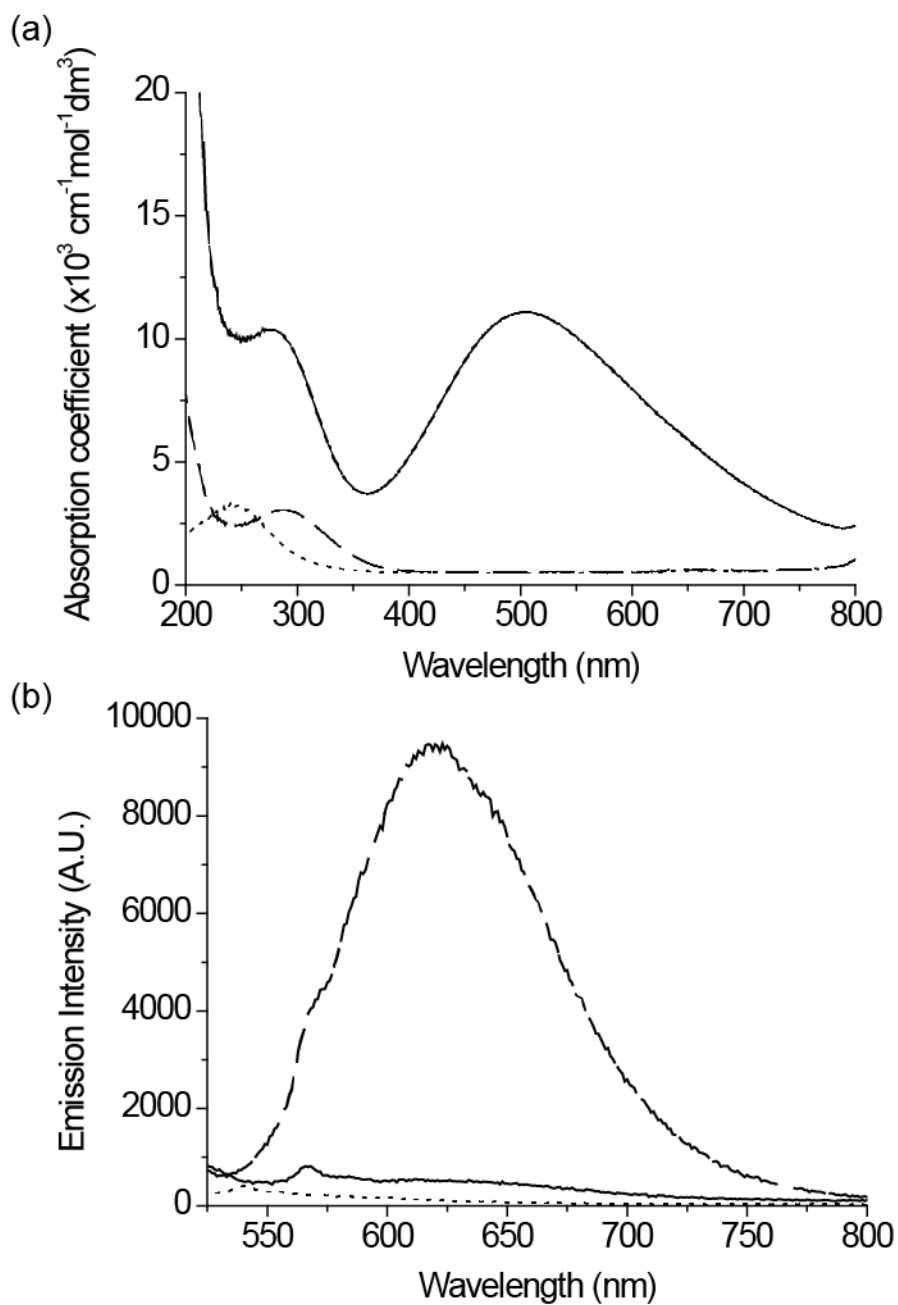 (a)
Absorption coefficient (x10³ cm⁻¹mol⁻¹dm³)
20
15
10
5
0
200 300 400 500 600 700 800
Wavelength (nm)
(b)
Emission Intensity (A.U.)
10000
8000
6000
4000
2000
0
550 600 650 700 750 800
Wavelength (nm)